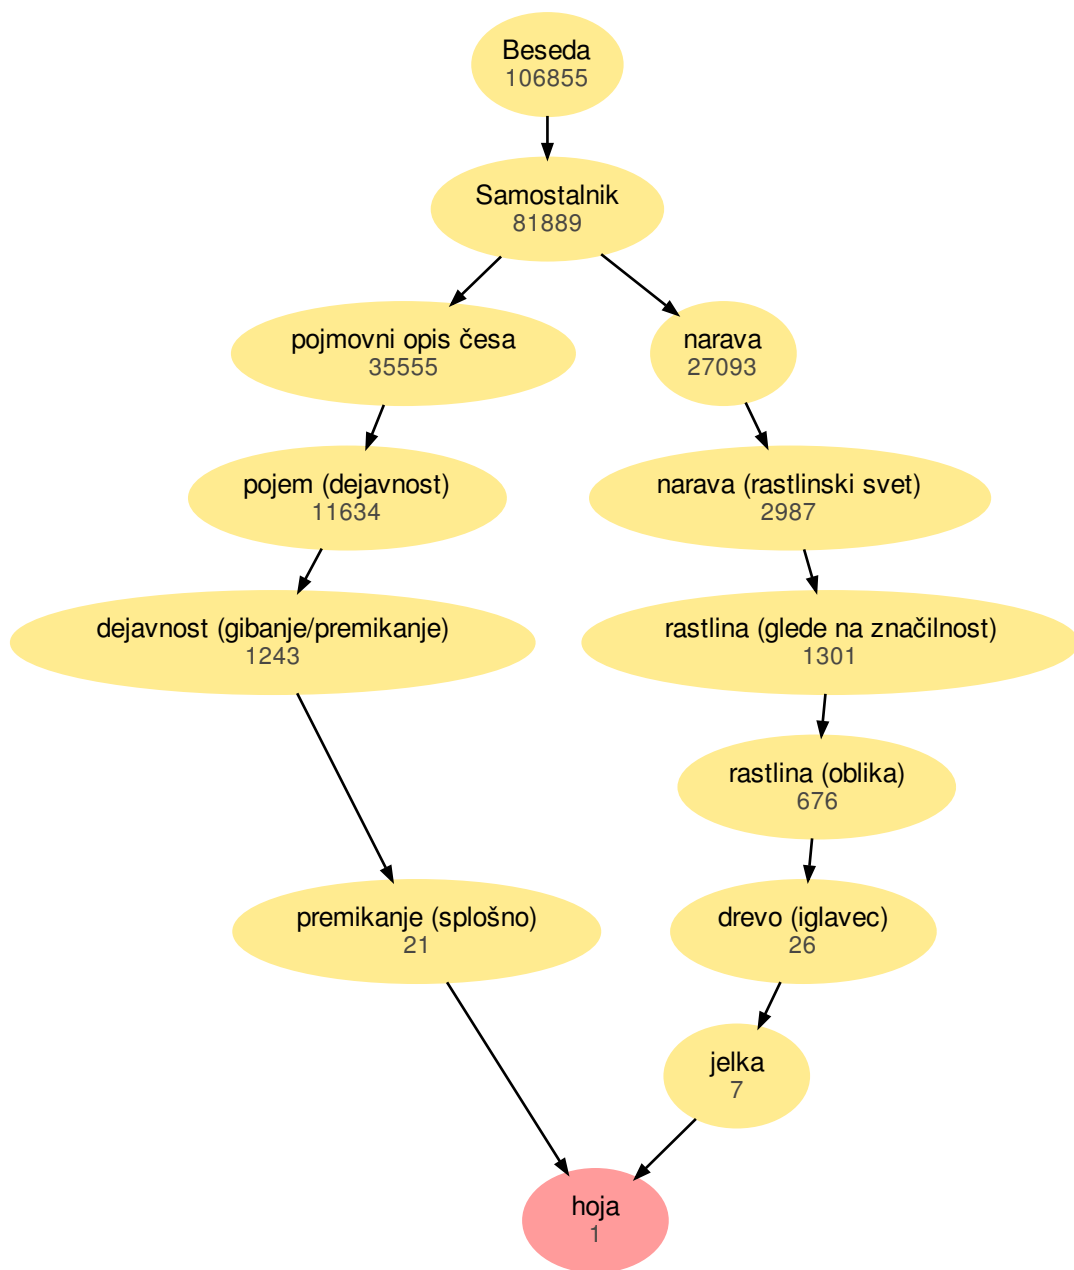 Beseda
106855
Samostalnik
81889
pojmovni opis česa
35555
narava
27093
pojem (dejavnost)
11634
narava (rastlinski svet)
2987
dejavnost (gibanje/premikanje)
1243
rastlina (glede na značilnost)
1301
rastlina (oblika)
676
premikanje (splošno)
21
drevo (iglavec)
26
jelka
7
hoja
1